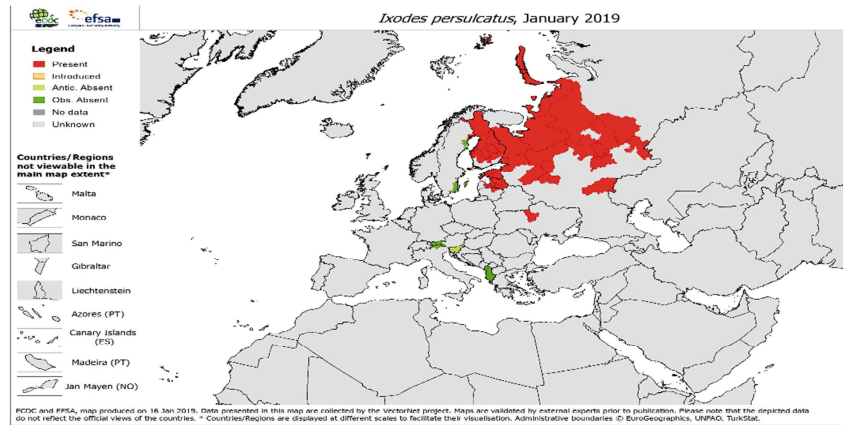 ecdc
efsa
Ixodes persulcatus, January 2019
Legend
Present
Introduced
Antic. Absent
Obs. Absent
No data
Unknown
Countries/Regions
not viewable in the
main map extent*
Malta
Monaco
San Marino
Gibraltar
Liechtenstein
Azores (PT)
Canary Islands
(ES)
Madeira (PT)
Jan Mayen (NO)
ECDC and EFSA, map produced on 16 Jan 2019. Data presented in this map are collected by the VectorNet project. Maps are validated by external experts prior to publication. Please note that the depicted data
do not reflect the official views of the countries. * Countries/Regions are displayed at different scales to facilitate their visualisation. Administrative boundaries © EuroGeographics, UNFAO, TurkStat.